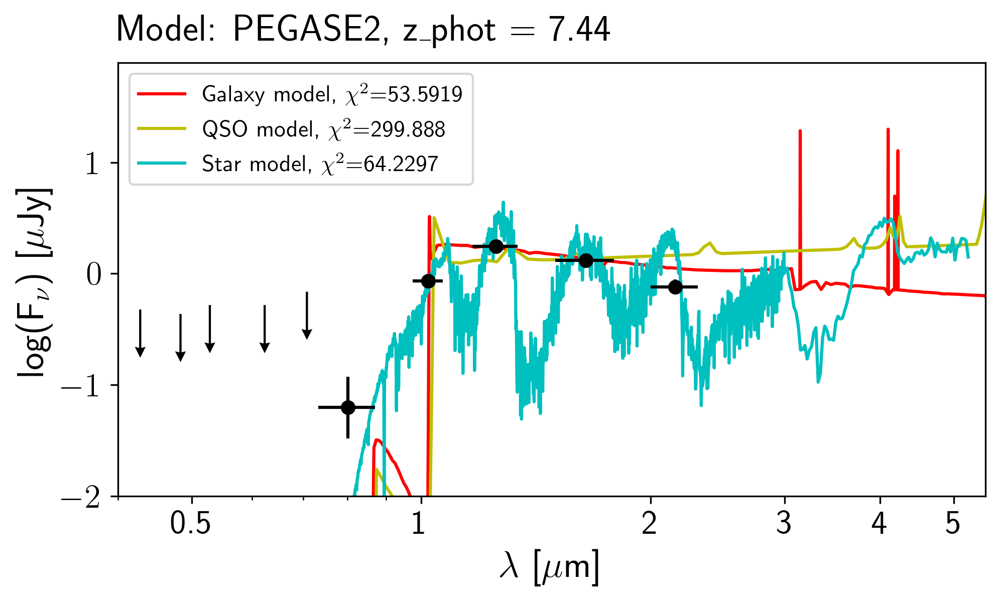 Model: PEGASE2, z_phot = 7.44
Galaxy model, χ²=53.5919
QSO model, χ²=299.888
Star model, χ²=64.2297
log(Fν) [μJy]
1
0
−1
−2
0.5 1 2 3 4 5
λ [μm]